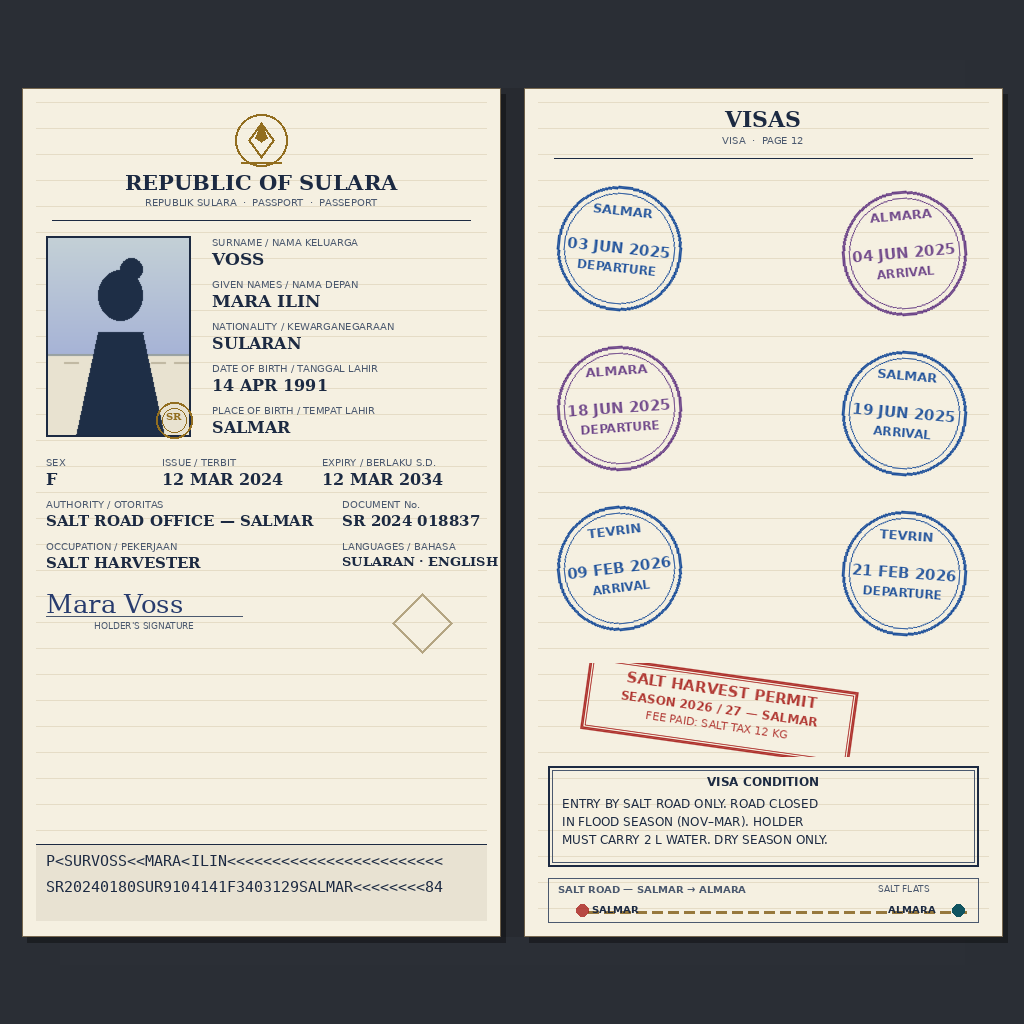 REPUBLIC OF SULARA
REPUBLIK SULARA · PASSPORT · PASSEPORT
SURNAME / NAMA KELUARGA
VOSS
GIVEN NAMES / NAMA DEPAN
MARA ILIN
NATIONALITY / KEWARGANEGARAAN
SULARAN
DATE OF BIRTH / TANGGAL LAHIR
14 APR 1991
PLACE OF BIRTH / TEMPAT LAHIR
SALMAR
SR
SEX
F
ISSUE / TERBIT
12 MAR 2024
EXPIRY / BERLAKU S.D.
12 MAR 2034
AUTHORITY / OTORITAS
SALT ROAD OFFICE — SALMAR
DOCUMENT No.
SR 2024 018837
OCCUPATION / PEKERJAAN
SALT HARVESTER
LANGUAGES / BAHASA
SULARAN · ENGLISH
Mara Voss
HOLDER'S SIGNATURE
P<SURVOSS<<MARA<ILIN<<<<<<<<<<<<<<<<<<<<<<<<
SR20240180SUR9104141F3403129SALMAR<<<<<<<<84
VISAS
VISA · PAGE 12
SALMAR
03 JUN 2025
DEPARTURE
ALMARA
04 JUN 2025
ARRIVAL
ALMARA
18 JUN 2025
DEPARTURE
SALMAR
19 JUN 2025
ARRIVAL
TEVRIN
09 FEB 2026
ARRIVAL
TEVRIN
21 FEB 2026
DEPARTURE
SALT HARVEST PERMIT
SEASON 2026 / 27 — SALMAR
FEE PAID: SALT TAX 12 KG
VISA CONDITION
ENTRY BY SALT ROAD ONLY. ROAD CLOSED
IN FLOOD SEASON (NOV–MAR). HOLDER
MUST CARRY 2 L WATER. DRY SEASON ONLY.
SALT ROAD — SALMAR → ALMARA
SALT FLATS
SALMAR
ALMARA